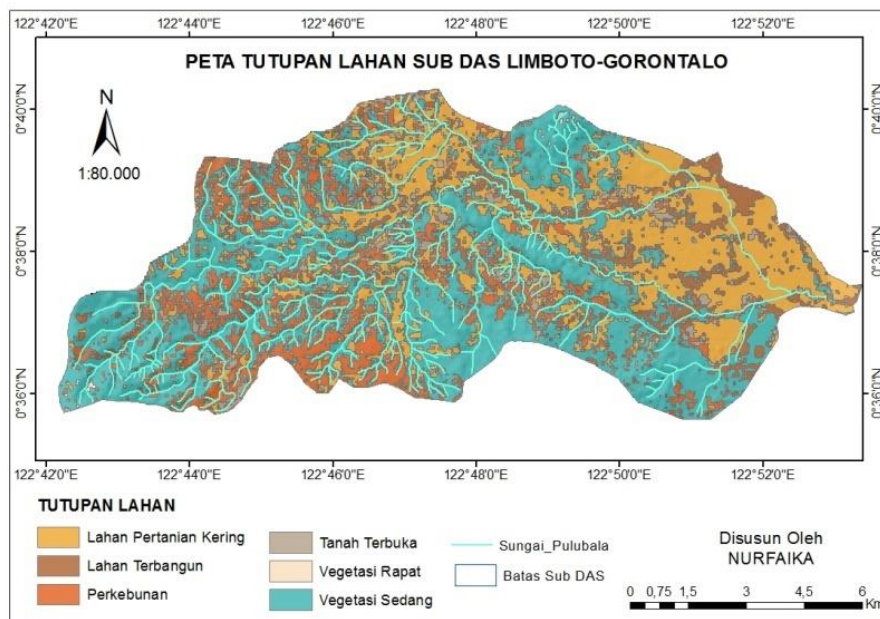 122°42'0"E 122°44'0"E 122°46'0"E 122°48'0"E 122°50'0"E 122°52'0"E
PETA TUTUPAN LAHAN SUB DAS LIMBOTO-GORONTALO
N
1:80.000
0°40'0"N 0°40'0"N
0°38'0"N 0°38'0"N
0°36'0"N 0°36'0"N
122°42'0"E 122°44'0"E 122°46'0"E 122°48'0"E 122°50'0"E 122°52'0"E
TUTUPAN LAHAN
Lahan Pertanian Kering
Lahan Terbangun
Perkebunan
Tanah Terbuka
Vegetasi Rapat
Vegetasi Sedang
Sungai_Pulubala
Batas Sub DAS
Disusun Oleh
NURFAIKA
0 0,75 1,5 3 4,5 6
Km